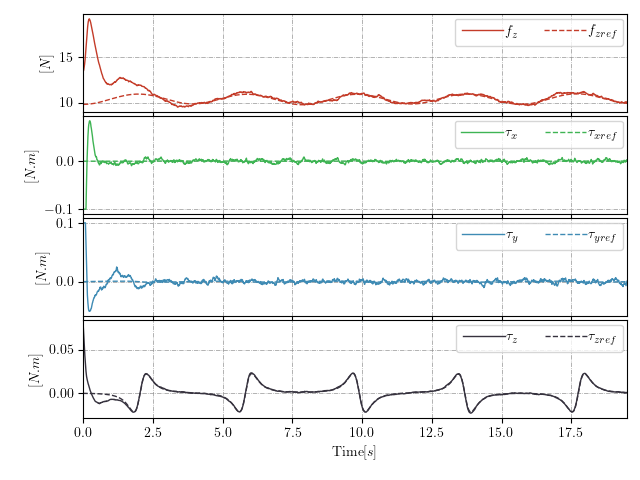 f_z f_zref
15
10
[N]
τ_x τ_xref
0.0
−0.1
[N.m]
τ_y τ_yref
0.1
0.0
[N.m]
τ_z τ_zref
0.05
0.00
[N.m]
0.0 2.5 5.0 7.5 10.0 12.5 15.0 17.5
Time[s]